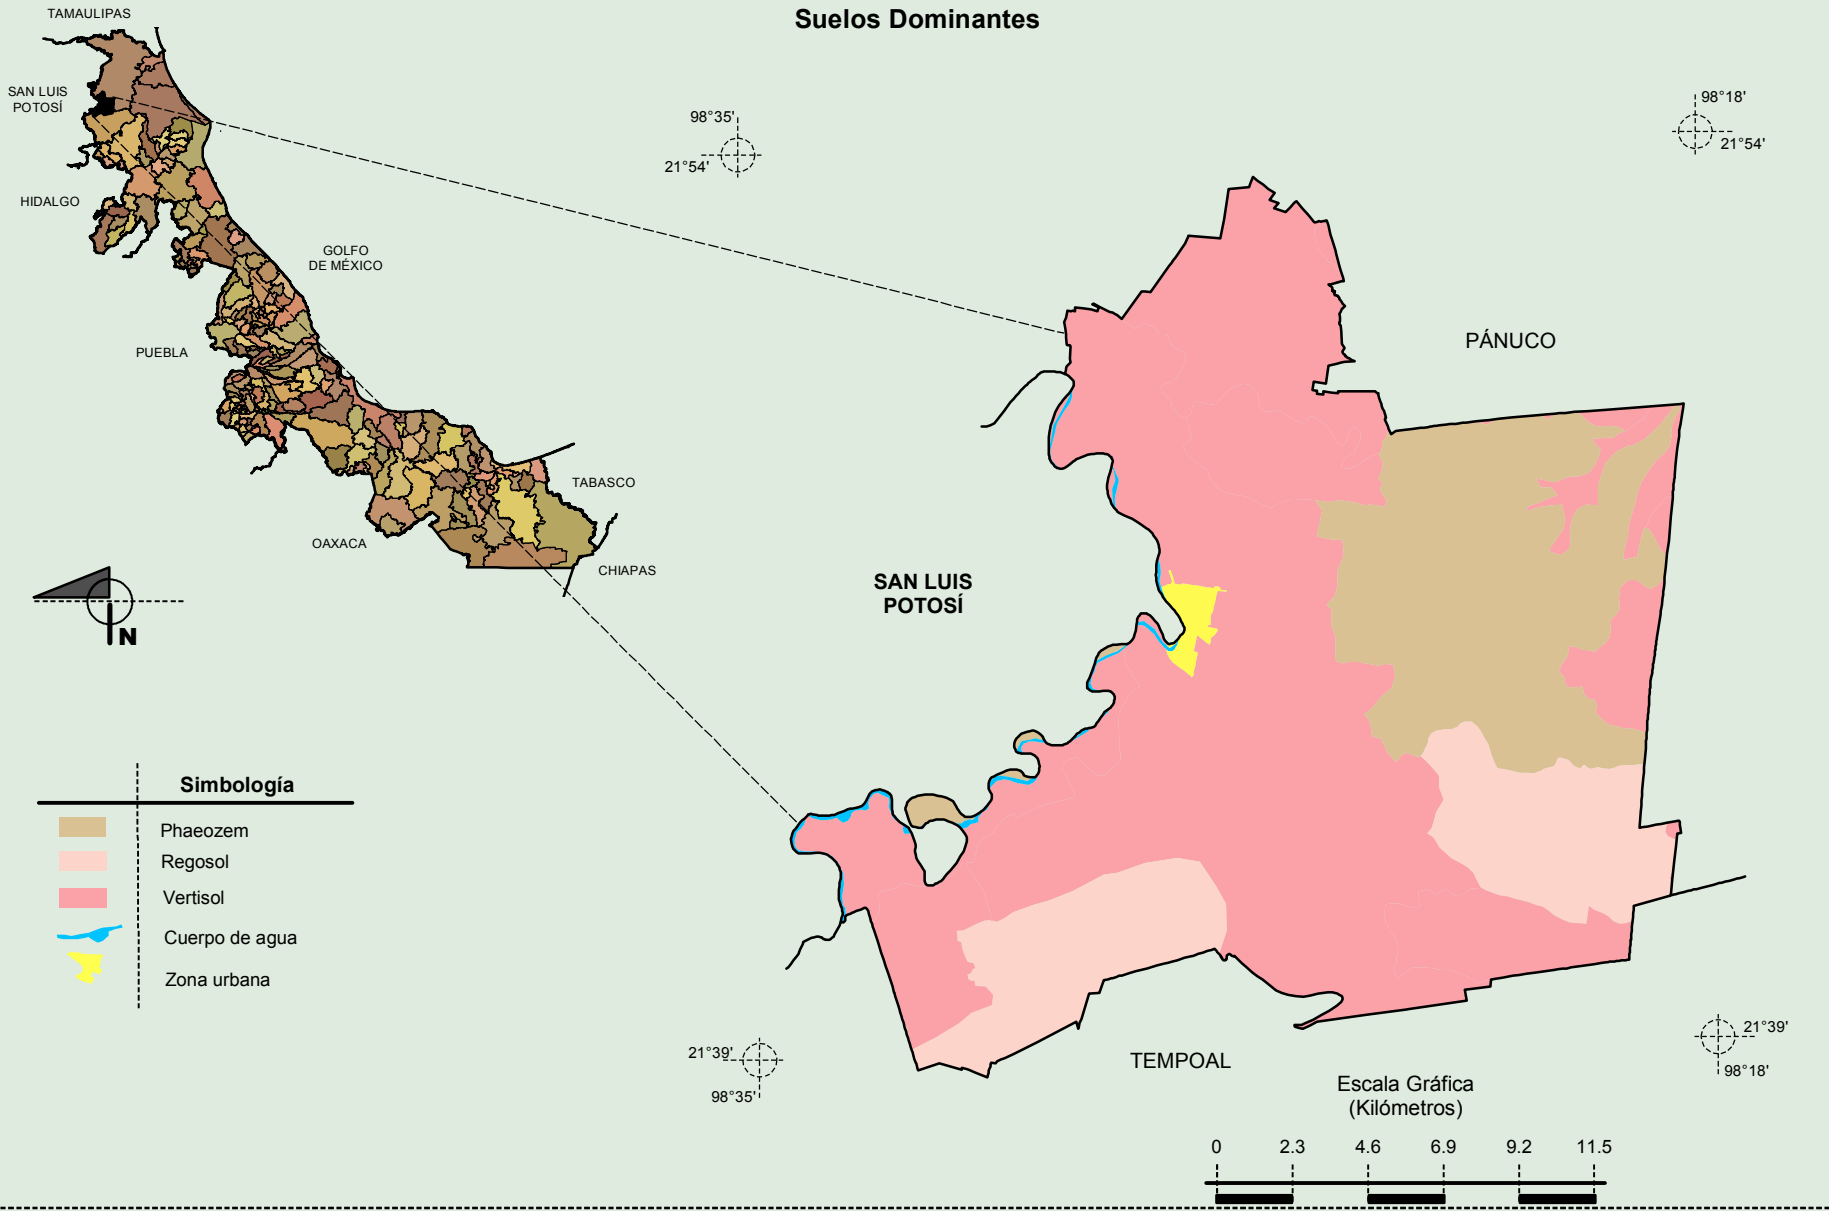 Suelos Dominantes
TAMAULIPAS
SAN LUIS
POTOSÍ
HIDALGO
GOLFO
DE MÉXICO
PUEBLA
TABASCO
OAXACA
CHIAPAS
N
98°35'
21°54'
98°18'
21°54'
PÁNUCO
SAN LUIS
POTOSÍ
Simbología
Phaeozem
Regosol
Vertisol
Cuerpo de agua
Zona urbana
21°39'
98°35'
TEMPOAL
21°39'
98°18'
Escala Gráfica
(Kilómetros)
0 2.3 4.6 6.9 9.2 11.5